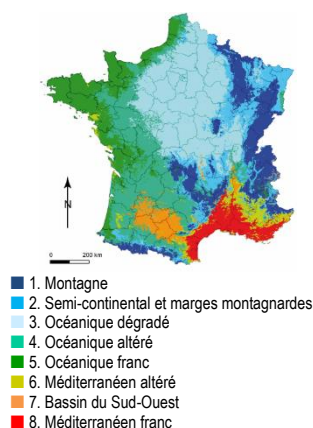 N
0 200 km
1. Montagne
2. Semi-continental et marges montagnardes
3. Océanique dégradé
4. Océanique altéré
5. Océanique franc
6. Méditerranéen altéré
7. Bassin du Sud-Ouest
8. Méditerranéen franc